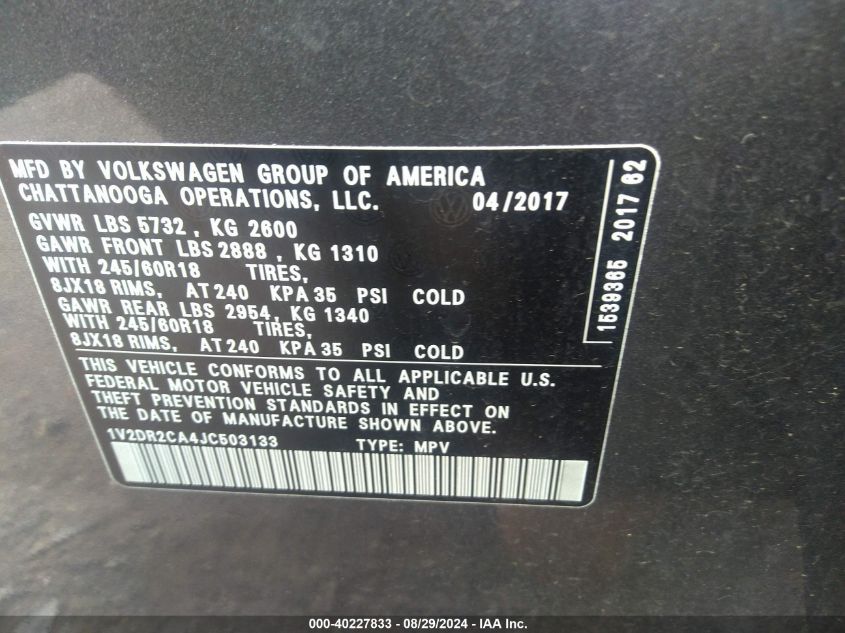 MFD BY VOLKSWAGEN GROUP OF AMERICA
CHATTANOOGA OPERATIONS, LLC. 04/2017
GVWR LBS 5732 , KG 2600
GAWR FRONT LBS 2888 , KG 1310
WITH 245/60R18 TIRES,
8JX18 RIMS, AT 240 KPA 35 PSI COLD
GAWR REAR LBS 2954, KG 1340
WITH 245/60R18 TIRES,
8JX18 RIMS, AT 240 KPA 35 PSI COLD
THIS VEHICLE CONFORMS TO ALL APPLICABLE U.S.
FEDERAL MOTOR VEHICLE SAFETY AND
THEFT PREVENTION STANDARDS IN EFFECT ON
THE DATE OF MANUFACTURE SHOWN ABOVE.
1V2DR2CA4JC503133 TYPE: MPV
1539365 2017 62
000-40227833 - 08/29/2024 - IAA Inc.